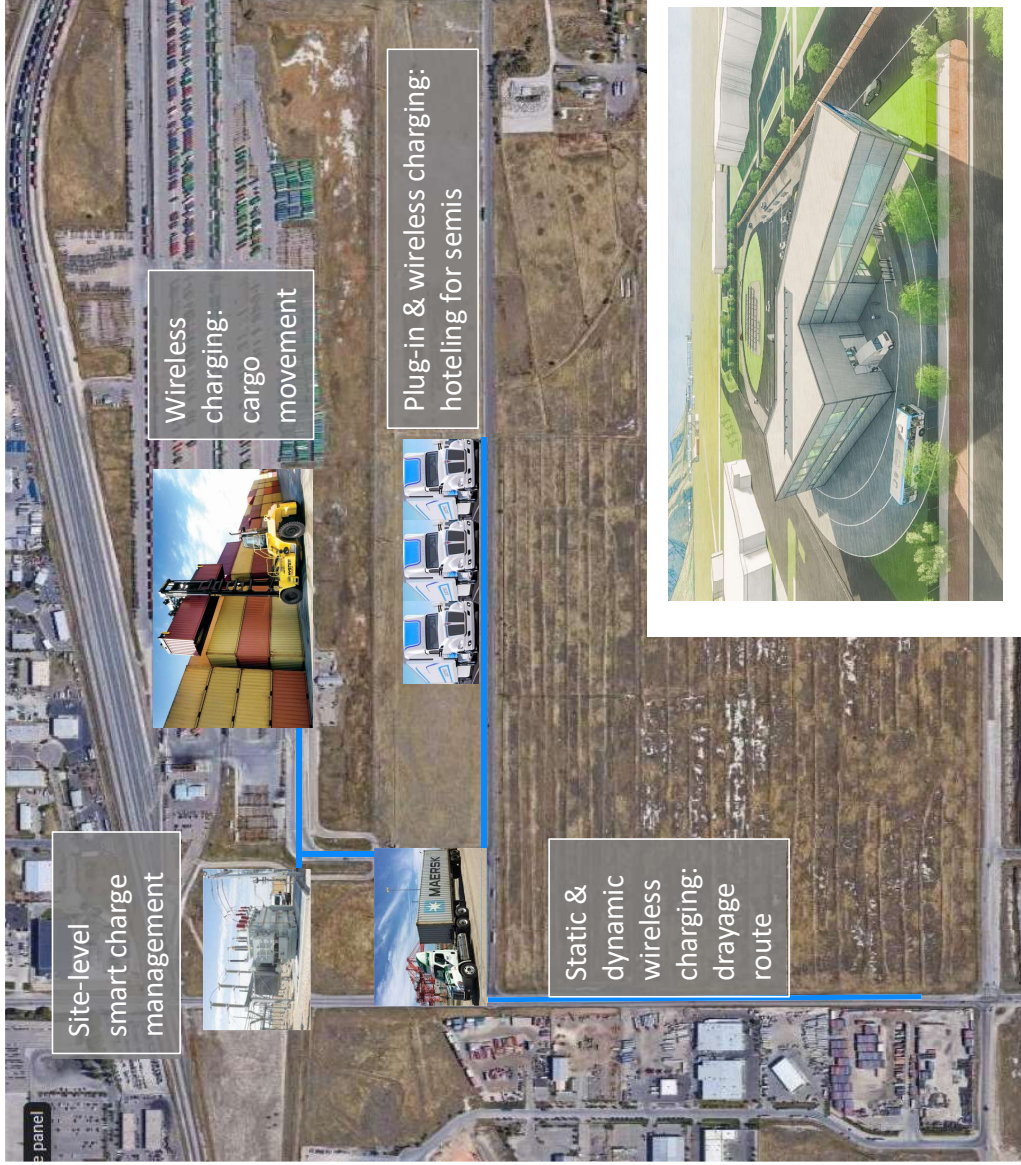 e panel
Site-level
smart charge
management
Wireless
charging:
cargo
movement
Plug-in & wireless charging:
hoteling for semis
MAERSK
Static &
dynamic
wireless
charging:
drayage
route